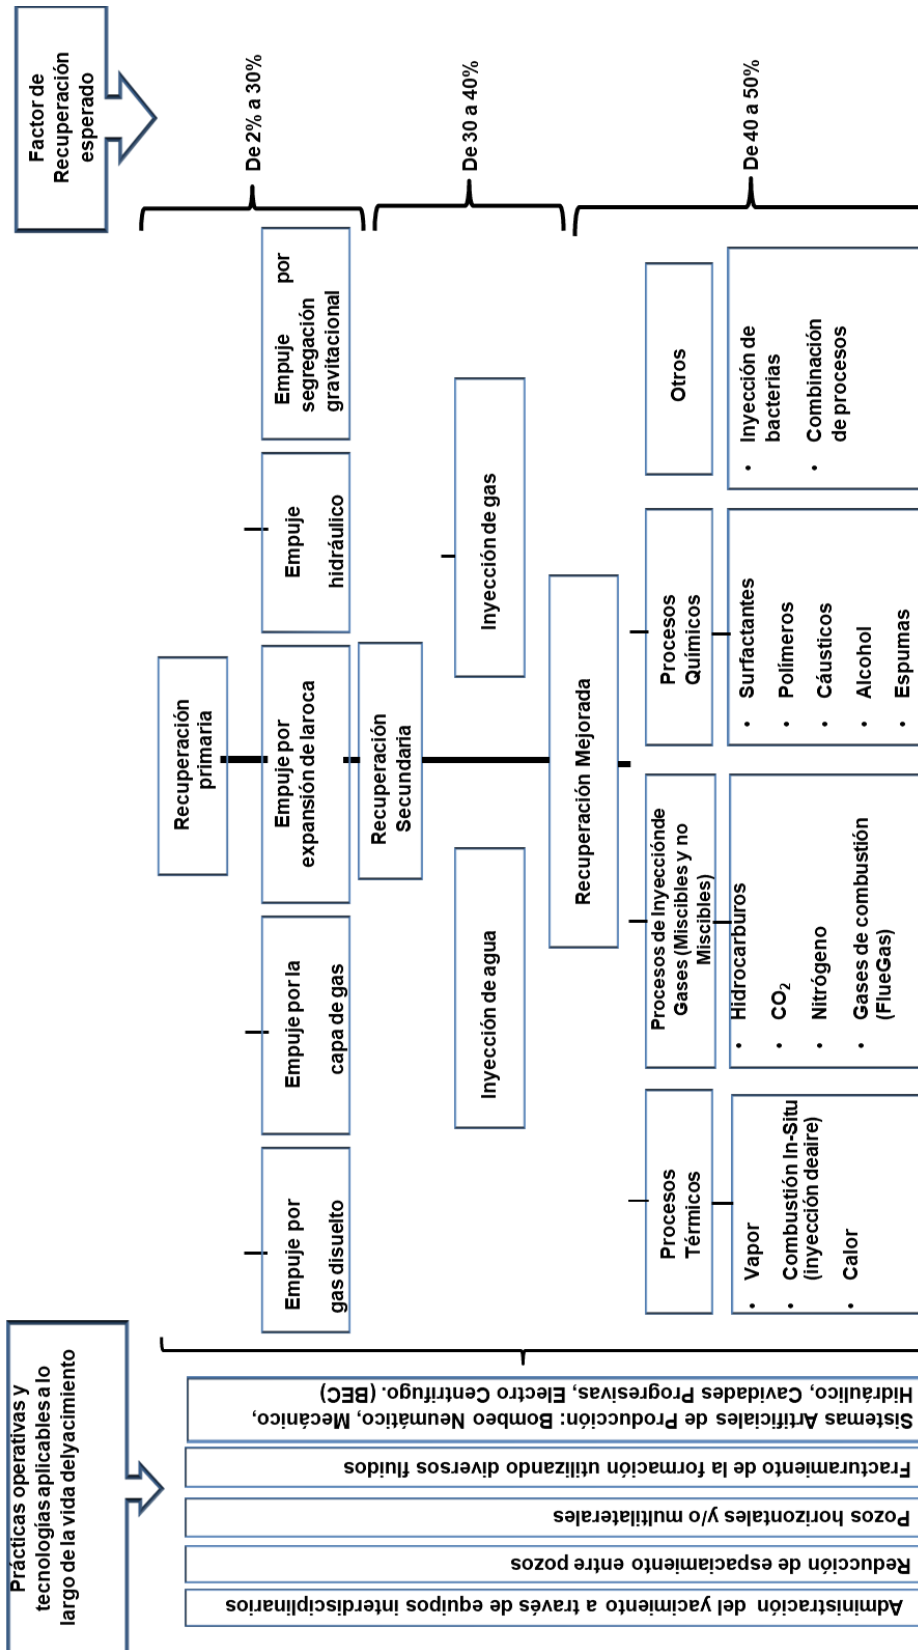 Prácticas operativas y
tecnologías aplicables a lo
largo de la vida delyacimiento
Factor de
Recuperación
esperado
Administración del yacimiento a través de equipos interdisciplinarios
Reducción de espaciamiento entre pozos
Pozos horizontales y/o multilaterales
Fracturamiento de la formación utilizando diversos fluidos
Sistemas Artificiales de Producción: Bombeo Neumático, Mecánico,
Hidráulico, Cavidades Progresivas, Electro Centrífugo. (BEC)
Recuperación
primaria
Empuje por
gas disuelto
Empuje por la
capa de gas
Empuje por
expansión de laroca
Empuje
hidráulico
Empuje por
segregación
gravitacional
De 2% a 30%
Recuperación
Secundaria
Inyección de agua
Inyección de gas
De 30 a 40%
Recuperación Mejorada
Procesos
Térmicos
Procesos de Inyecciónde
Gases (Miscibles y no
Miscibles)
Procesos
Químicos
Otros
• Vapor
• Combustión In-Situ
(inyección deaire)
• Calor
• Hidrocarburos
• CO₂
• Nitrógeno
• Gases de combustión
(FlueGas)
• Surfactantes
• Polímeros
• Cáusticos
• Alcohol
• Espumas
• Inyección de
bacterias
• Combinación
de procesos
De 40 a 50%